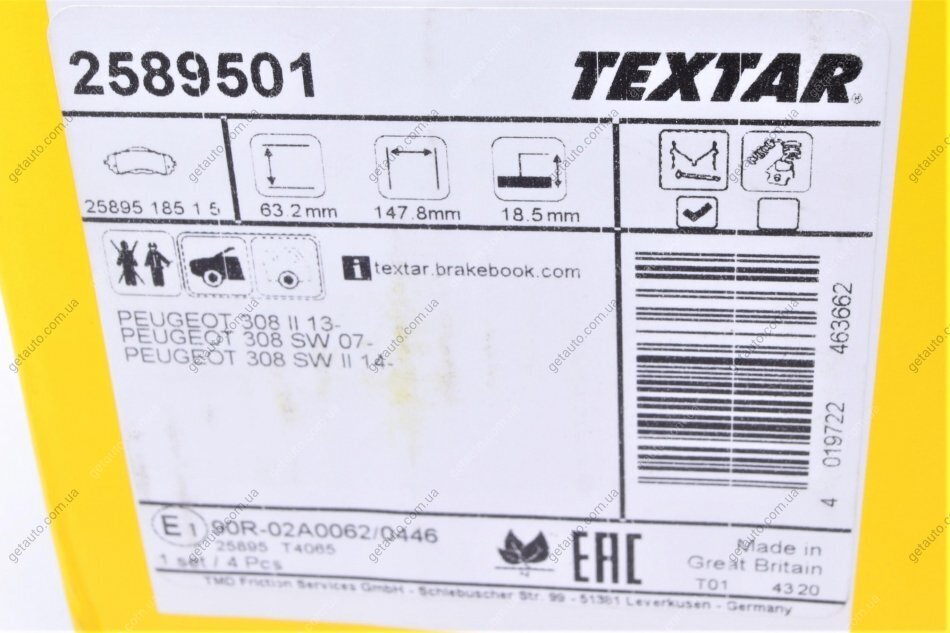 2589501 TEXTAR®
25895 185 1 5 63.2mm 147.8mm 18.5mm
i textar.brakebook.com
PEUGEOT 308 II 13-
PEUGEOT 308 SW 07-
PEUGEOT 308 SW II 14-
4 019722 463662
E1 90R-02A0062/0446
25895 T4065
1 set / 4 Pcs
EAC
Made in
Great Britain
T01 4320
TMD Friction Services GmbH - Schlebuscher Str. 99 - 51381 Leverkusen - Germany
getauto.com.ua